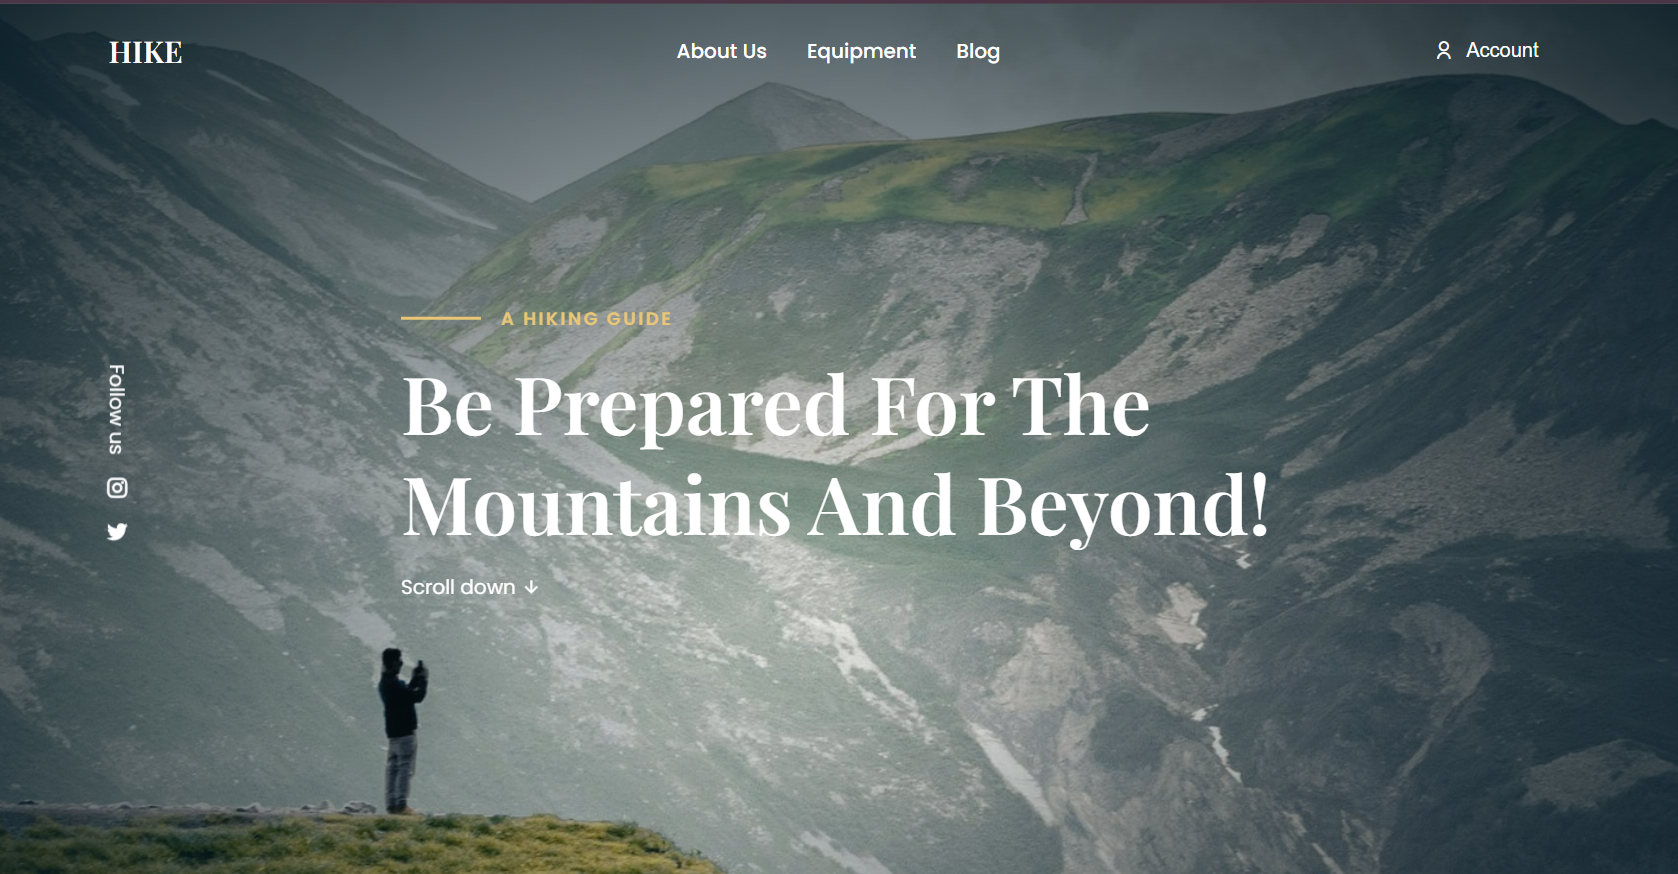 HIKE
About Us
Equipment
Blog
Account
A HIKING GUIDE
Follow us
Be Prepared For The
Mountains And Beyond!
Scroll down